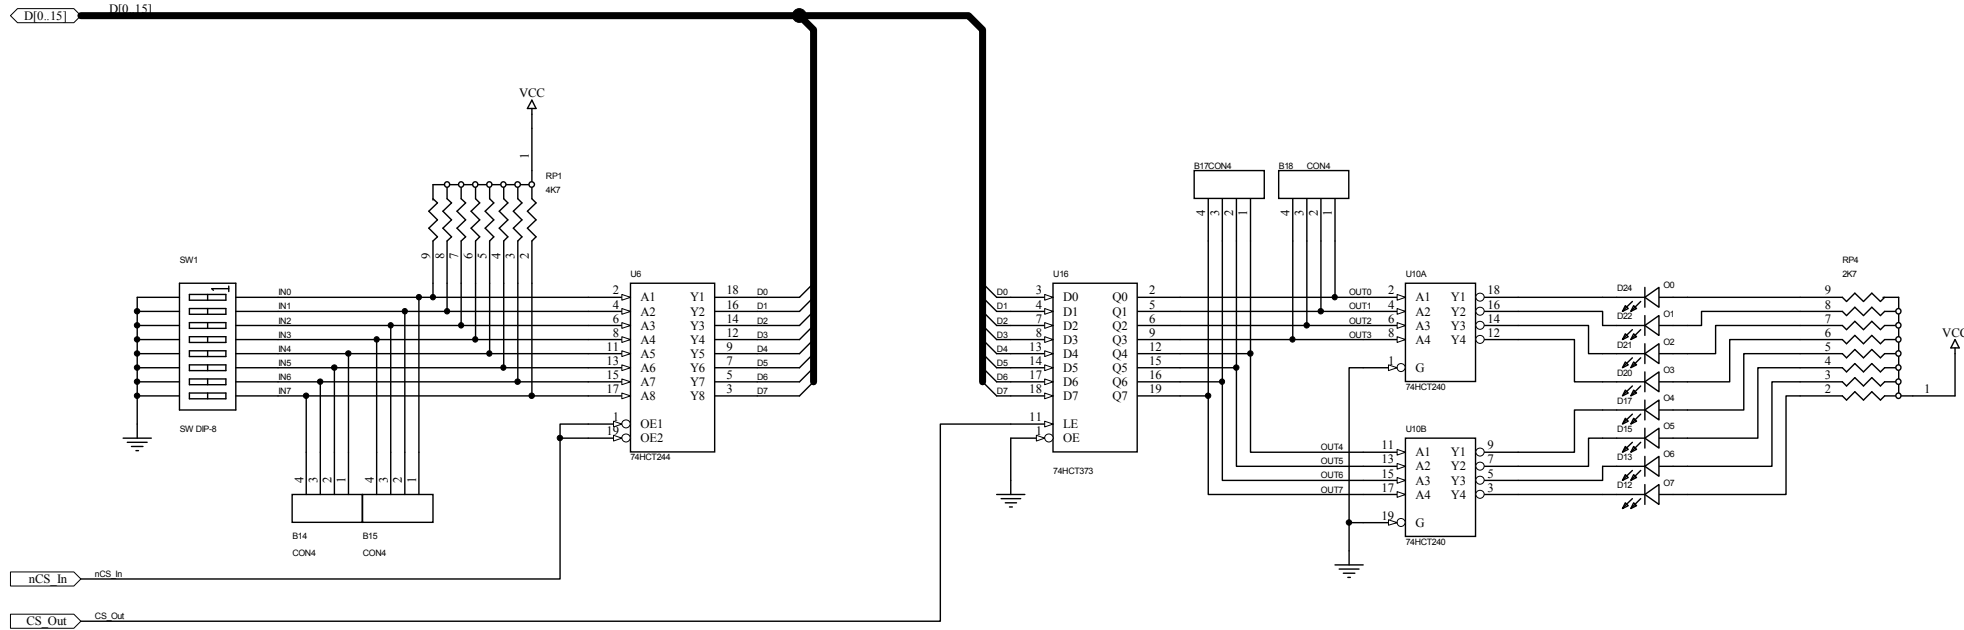 D[0..15] D[0..15]
VCC
1
RP1
4K7
9 8 7 6 5 4 3 2
SW1
1
SW DIP-8
IN0
IN1
IN2
IN3
IN4
IN5
IN6
IN7
U6
2 A1 Y1 18 D0
4 A2 Y2 16 D1
6 A3 Y3 14 D2
8 A4 Y4 12 D3
11 A5 Y5 9 D4
13 A6 Y6 7 D5
15 A7 Y7 5 D6
17 A8 Y8 3 D7
1 OE1
19 OE2
74HCT244
4 3 2 1 4 3 2 1
B14 B15
CON4 CON4
nCS_In nCS_In
CS_Out CS_Out
U16
D0 3 D0 Q0 2
D1 4 D1 Q1 5
D2 7 D2 Q2 6
D3 8 D3 Q3 9
D4 13 D4 Q4 12
D5 14 D5 Q5 15
D6 17 D6 Q6 16
D7 18 D7 Q7 19
11 LE
1 OE
74HCT373
B17CON4 B18 CON4
4 3 2 1 4 3 2 1
U10A
OUT0 2 A1 Y1 18
OUT1 4 A2 Y2 16
OUT2 6 A3 Y3 14
OUT3 8 A4 Y4 12
1 G
74HCT240
U10B
OUT4 11 A1 Y1 9
OUT5 13 A2 Y2 7
OUT6 15 A3 Y3 5
OUT7 17 A4 Y4 3
19 G
74HCT240
D24 O0
D22 O1
D21 O2
D20 O3
D17 O4
D15 O5
D13 O6
D12 O7
RP4
2K7
9
8
7
6
5
4
3
2
1
VCC